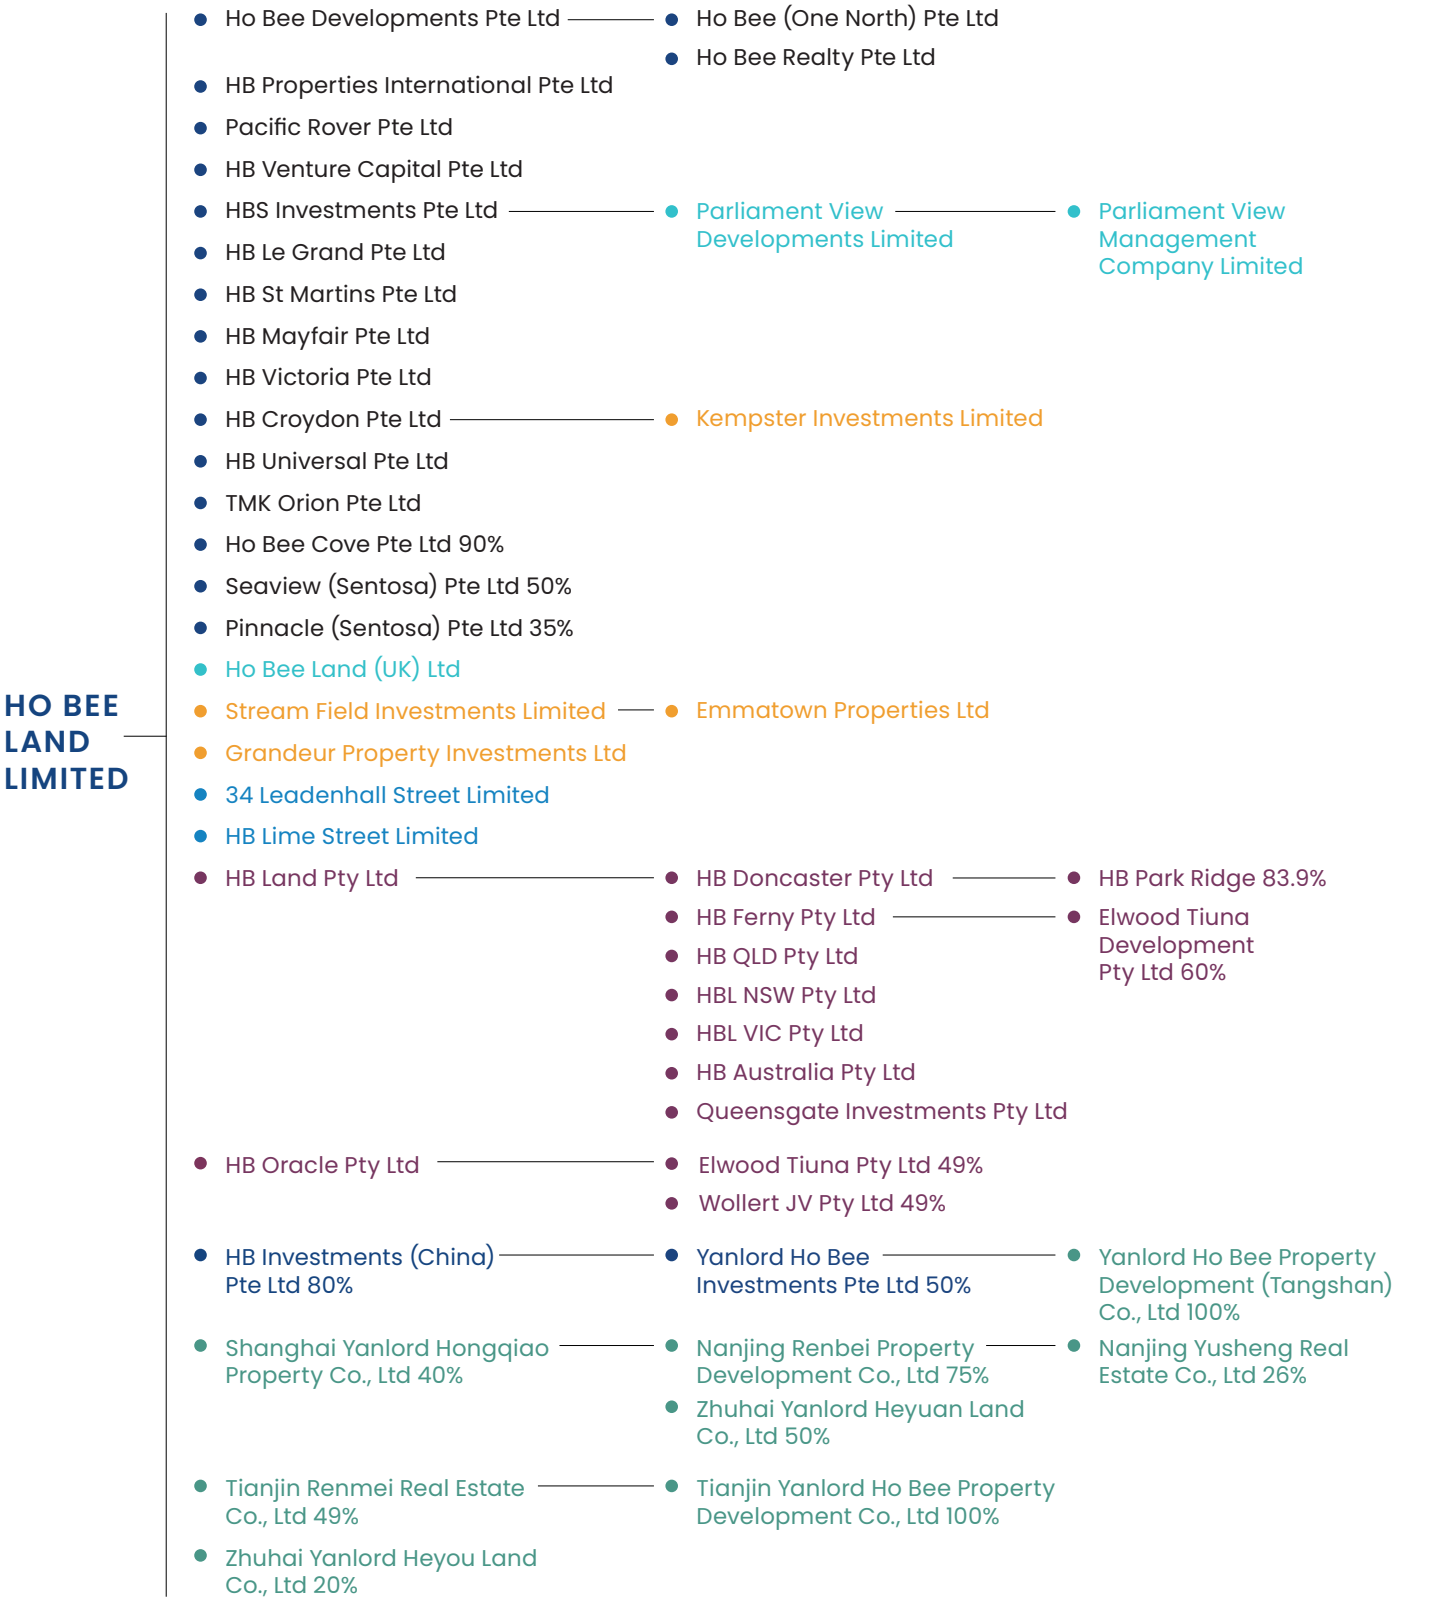 HO BEE
LAND
LIMITED
Ho Bee Developments Pte Ltd
Ho Bee (One North) Pte Ltd
Ho Bee Realty Pte Ltd
HB Properties International Pte Ltd
Pacific Rover Pte Ltd
HB Venture Capital Pte Ltd
HBS Investments Pte Ltd
Parliament View
Developments Limited
Parliament View
Management
Company Limited
HB Le Grand Pte Ltd
HB St Martins Pte Ltd
HB Mayfair Pte Ltd
HB Victoria Pte Ltd
HB Croydon Pte Ltd
Kempster Investments Limited
HB Universal Pte Ltd
TMK Orion Pte Ltd
Ho Bee Cove Pte Ltd 90%
Seaview (Sentosa) Pte Ltd 50%
Pinnacle (Sentosa) Pte Ltd 35%
Ho Bee Land (UK) Ltd
Stream Field Investments Limited
Emmatown Properties Ltd
Grandeur Property Investments Ltd
34 Leadenhall Street Limited
HB Lime Street Limited
HB Land Pty Ltd
HB Doncaster Pty Ltd
HB Park Ridge 83.9%
HB Ferny Pty Ltd
Elwood Tiuna
Development
Pty Ltd 60%
HB QLD Pty Ltd
HBL NSW Pty Ltd
HBL VIC Pty Ltd
HB Australia Pty Ltd
Queensgate Investments Pty Ltd
HB Oracle Pty Ltd
Elwood Tiuna Pty Ltd 49%
Wollert JV Pty Ltd 49%
HB Investments (China)
Pte Ltd 80%
Yanlord Ho Bee
Investments Pte Ltd 50%
Yanlord Ho Bee Property
Development (Tangshan)
Co., Ltd 100%
Shanghai Yanlord Hongqiao
Property Co., Ltd 40%
Nanjing Renbei Property
Development Co., Ltd 75%
Nanjing Yusheng Real
Estate Co., Ltd 26%
Zhuhai Yanlord Heyuan Land
Co., Ltd 50%
Tianjin Renmei Real Estate
Co., Ltd 49%
Tianjin Yanlord Ho Bee Property
Development Co., Ltd 100%
Zhuhai Yanlord Heyou Land
Co., Ltd 20%